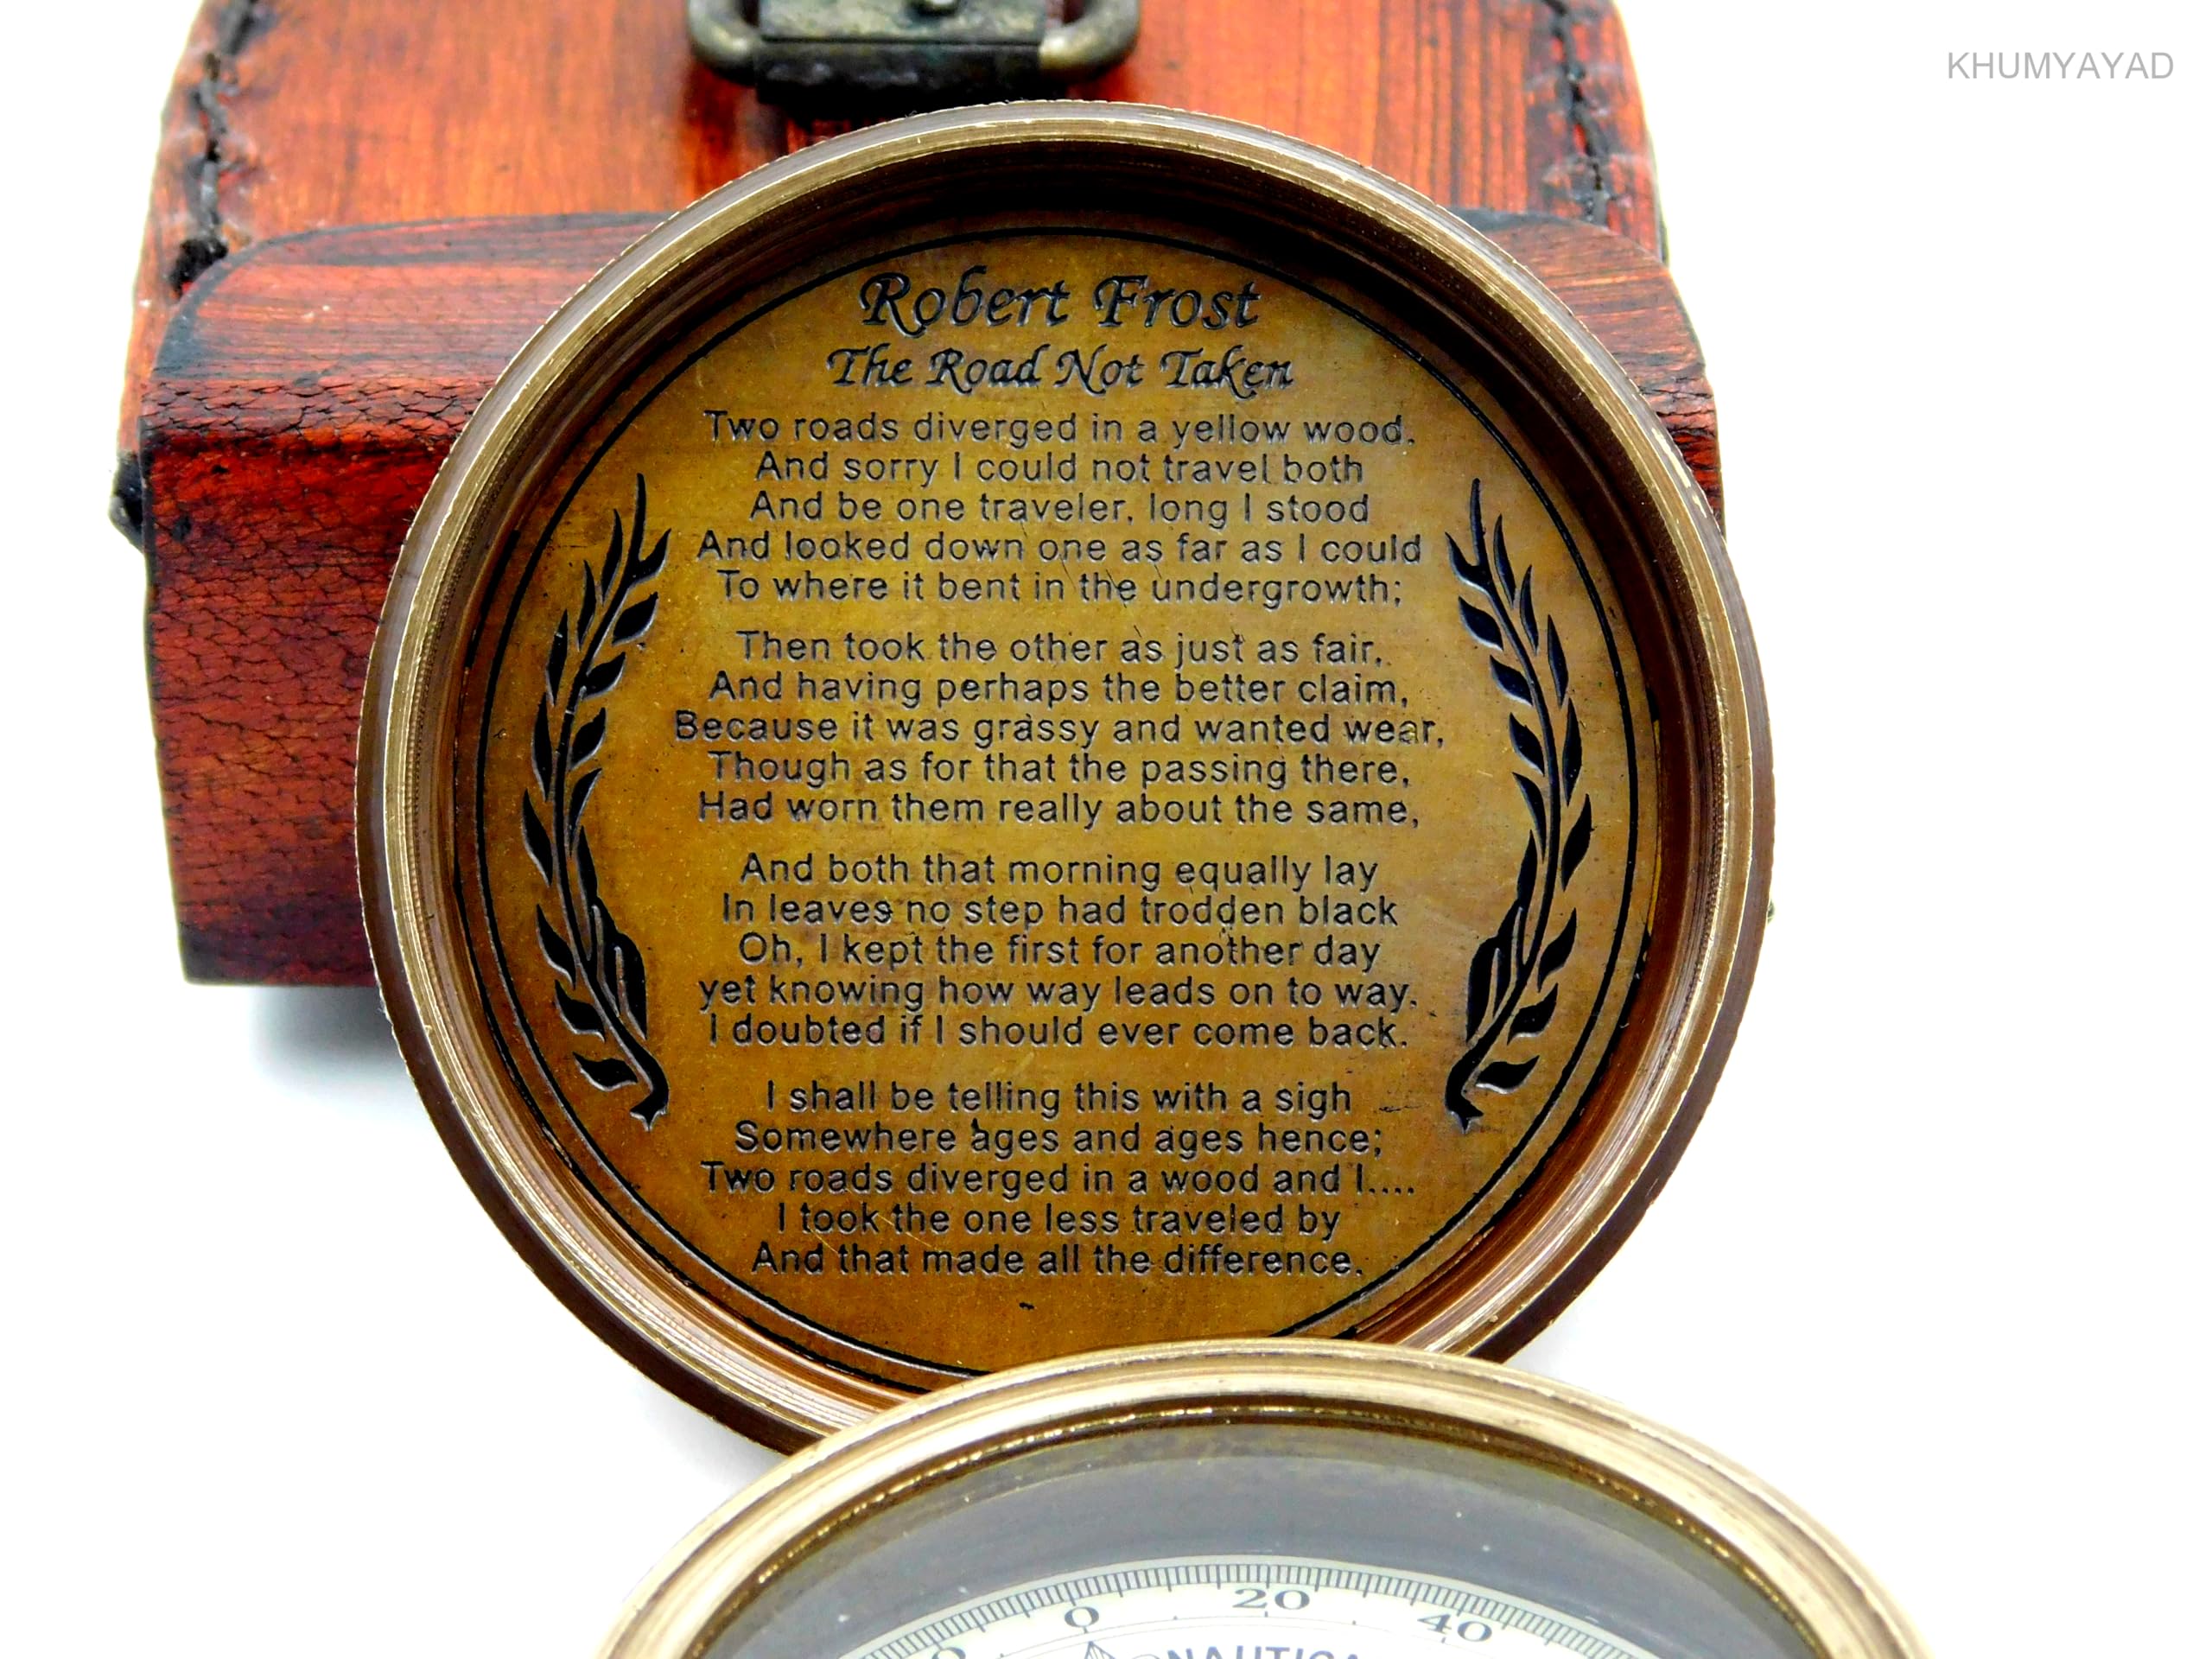 KHUMYAYAD
Robert Frost
The Road Not Taken
Two roads diverged in a yellow wood,
And sorry I could not travel both
And be one traveler, long I stood
And looked down one as far as I could
To where it bent in the undergrowth;
Then took the other as just as fair,
And having perhaps the better claim,
Because it was grassy and wanted wear,
Though as for that the passing there,
Had worn them really about the same,
And both that morning equally lay
In leaves no step had trodden black
Oh, I kept the first for another day
yet knowing how way leads on to way,
I doubted if I should ever come back.
I shall be telling this with a sigh
Somewhere ages and ages hence;
Two roads diverged in a wood and I....
I took the one less traveled by
And that made all the difference.
0 20 40
NAUTICA